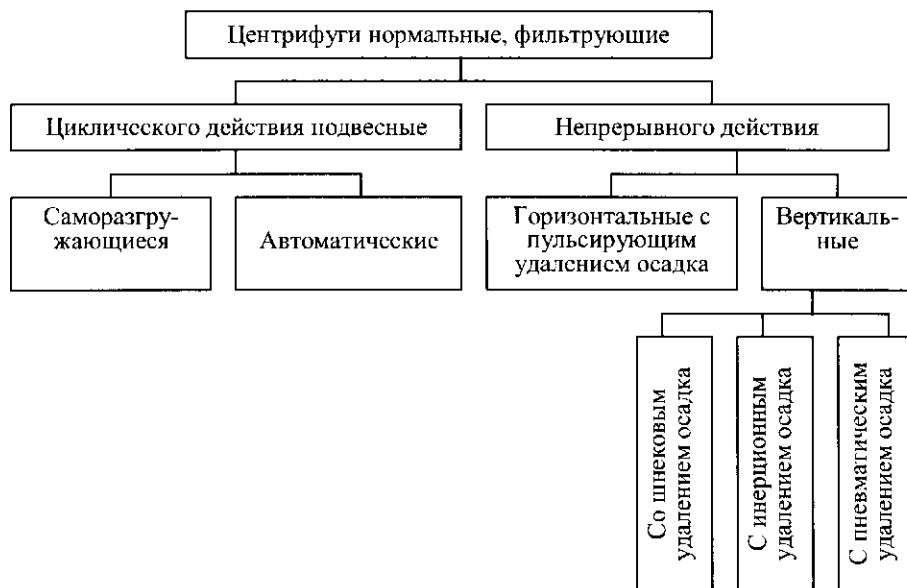 Центрифуги нормальные, фильтрующие
Циклического действия подвесные
Непрерывного действия
Саморазгру-
жающиеся
Автоматические
Горизонтальные с
пульсирующим
удалением осадка
Вертикаль-
ные
Со шнековым
удалением осадка
С инерционным
удалением осадка
С пневматическим
удалением осадка